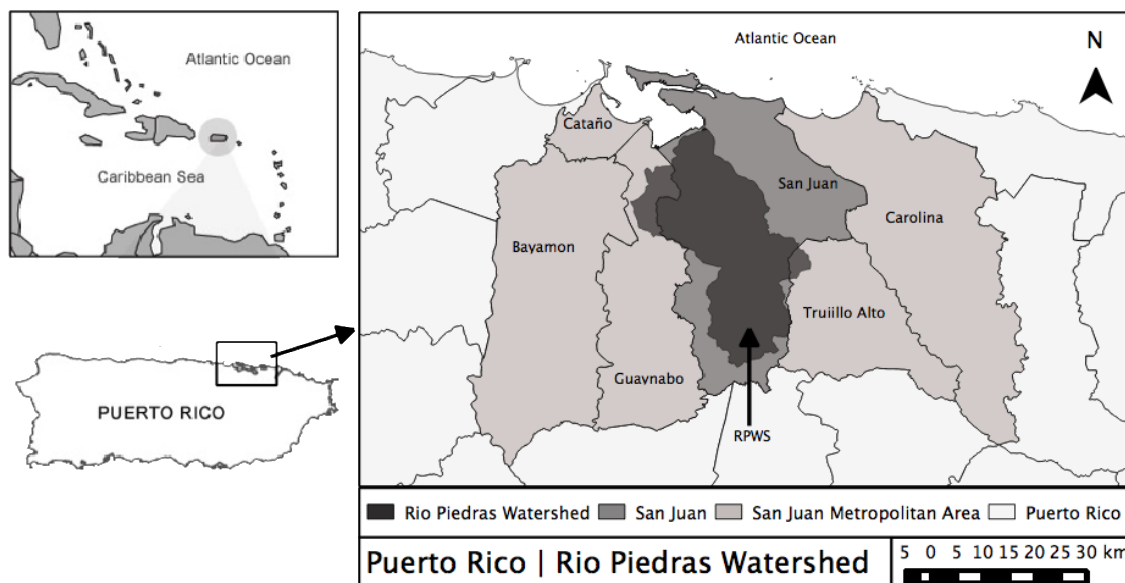 Atlantic Ocean
Caribbean Sea
PUERTO RICO
Atlantic Ocean
N
Cataño
San Juan
Carolina
Bayamon
Trujillo Alto
Guaynabo
RPWS
Rio Piedras Watershed San Juan San Juan Metropolitan Area Puerto Rico
Puerto Rico | Rio Piedras Watershed
5 0 5 10 15 20 25 30 km